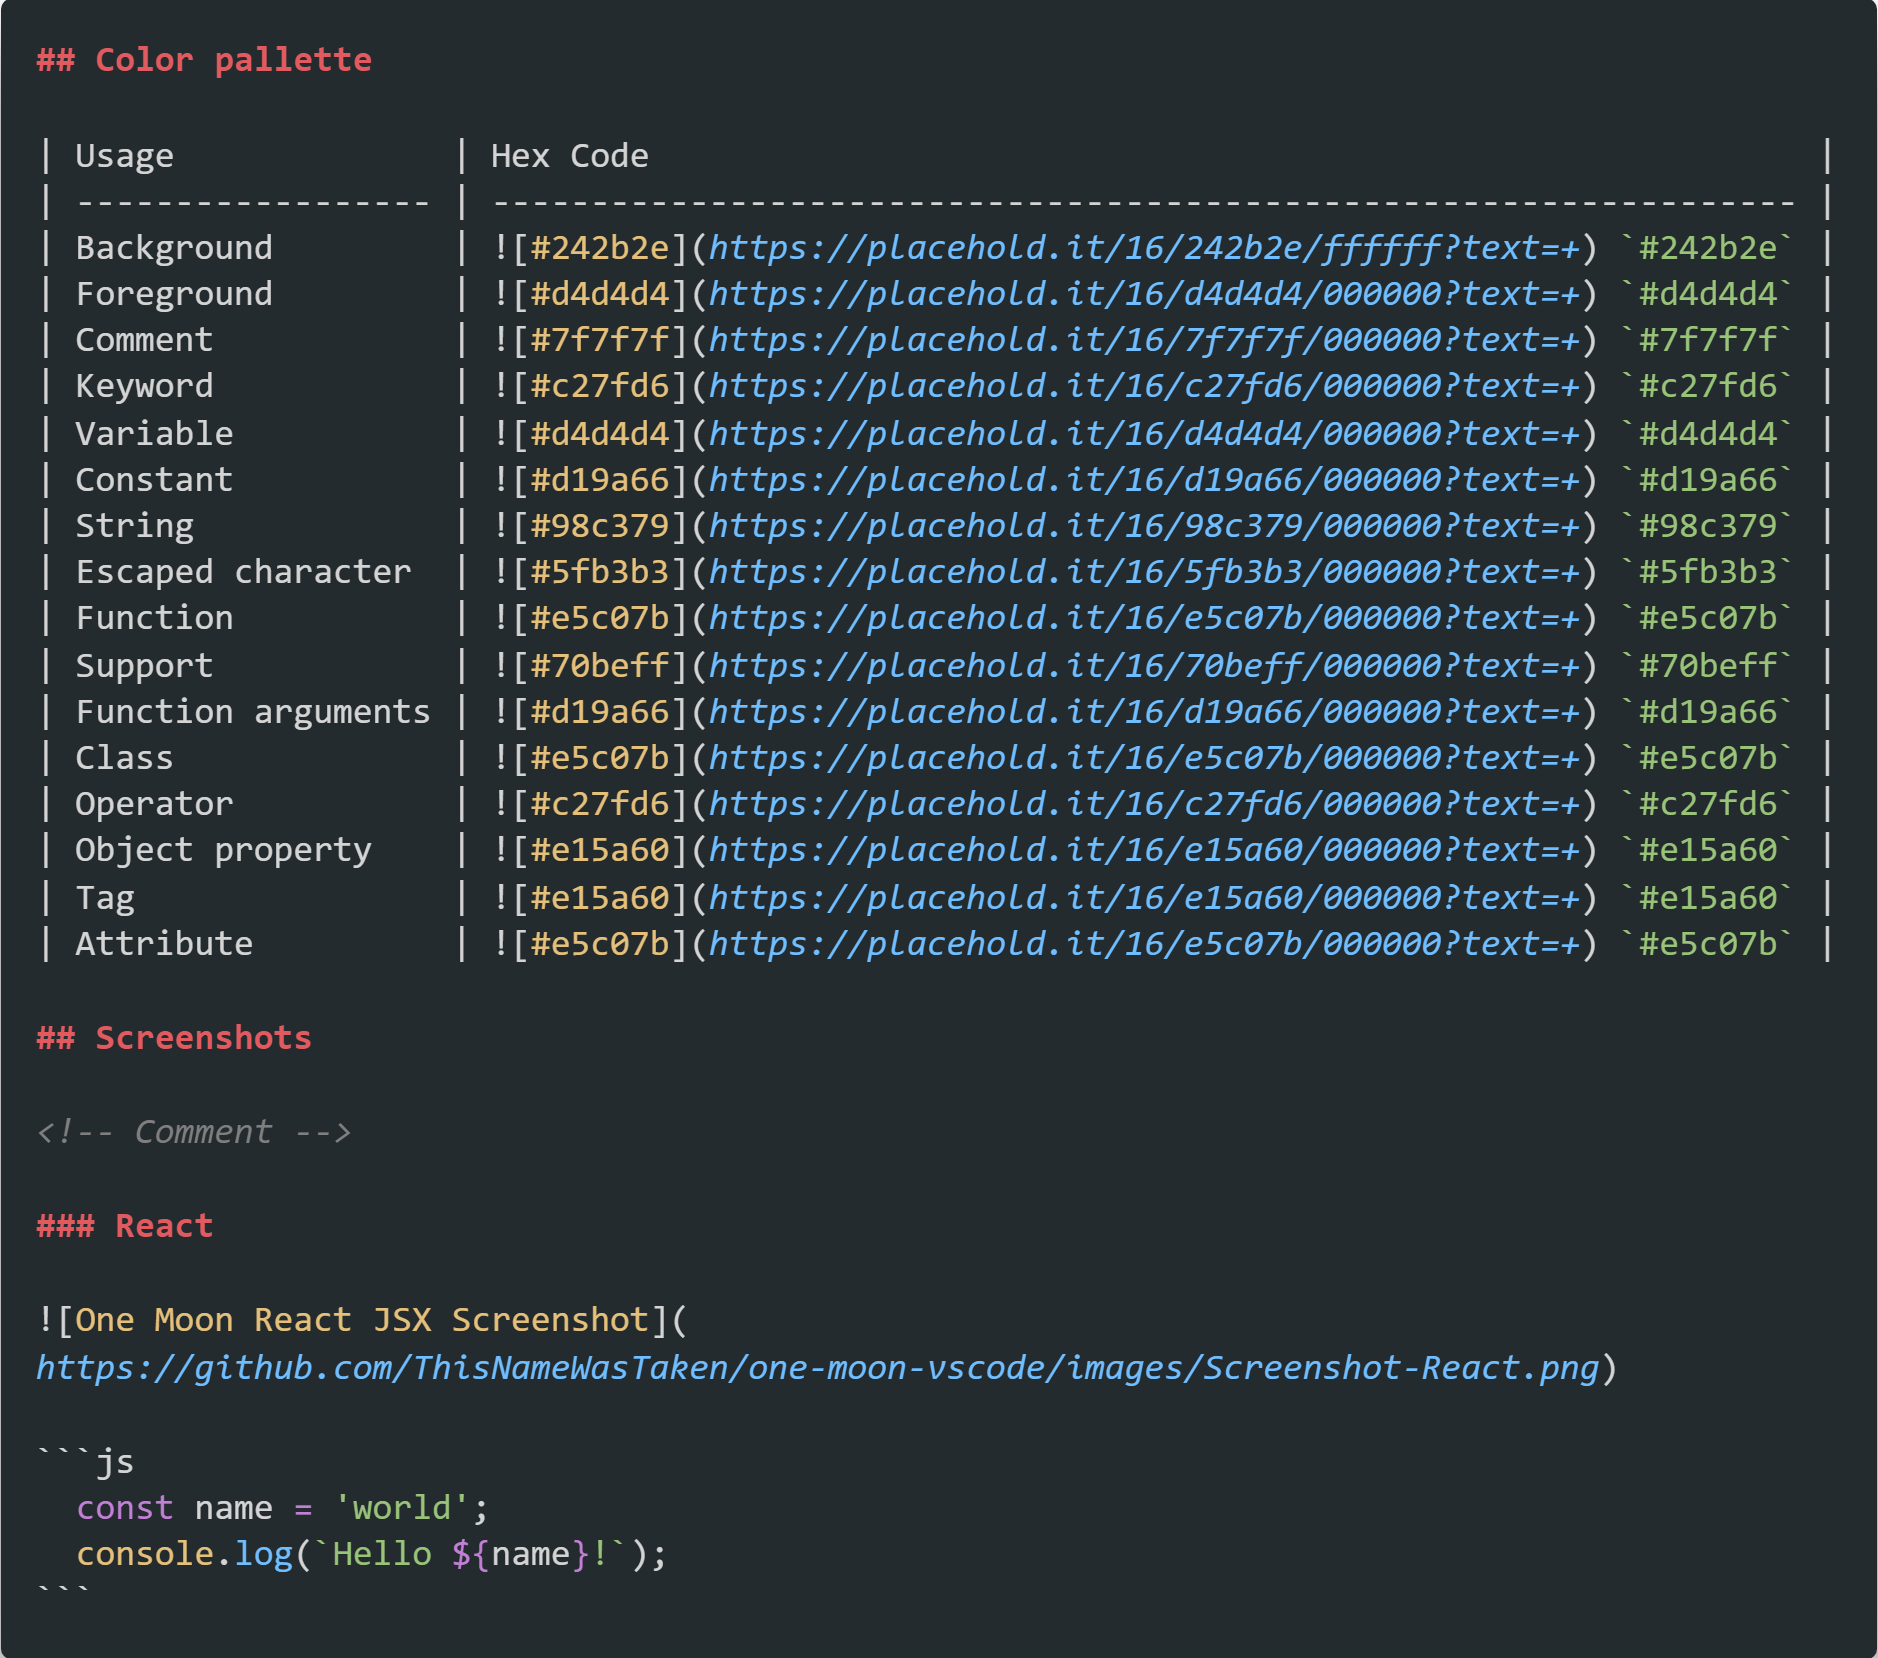 ## Color pallette
| Usage              | Hex Code                                                           |
| ------------------ | ------------------------------------------------------------------ |
| Background         | ![#242b2e](https://placehold.it/16/242b2e/ffffff?text=+) `#242b2e` |
| Foreground         | ![#d4d4d4](https://placehold.it/16/d4d4d4/000000?text=+) `#d4d4d4` |
| Comment            | ![#7f7f7f](https://placehold.it/16/7f7f7f/000000?text=+) `#7f7f7f` |
| Keyword            | ![#c27fd6](https://placehold.it/16/c27fd6/000000?text=+) `#c27fd6` |
| Variable           | ![#d4d4d4](https://placehold.it/16/d4d4d4/000000?text=+) `#d4d4d4` |
| Constant           | ![#d19a66](https://placehold.it/16/d19a66/000000?text=+) `#d19a66` |
| String             | ![#98c379](https://placehold.it/16/98c379/000000?text=+) `#98c379` |
| Escaped character  | ![#5fb3b3](https://placehold.it/16/5fb3b3/000000?text=+) `#5fb3b3` |
| Function           | ![#e5c07b](https://placehold.it/16/e5c07b/000000?text=+) `#e5c07b` |
| Support            | ![#70beff](https://placehold.it/16/70beff/000000?text=+) `#70beff` |
| Function arguments | ![#d19a66](https://placehold.it/16/d19a66/000000?text=+) `#d19a66` |
| Class              | ![#e5c07b](https://placehold.it/16/e5c07b/000000?text=+) `#e5c07b` |
| Operator           | ![#c27fd6](https://placehold.it/16/c27fd6/000000?text=+) `#c27fd6` |
| Object property    | ![#e15a60](https://placehold.it/16/e15a60/000000?text=+) `#e15a60` |
| Tag                | ![#e15a60](https://placehold.it/16/e15a60/000000?text=+) `#e15a60` |
| Attribute          | ![#e5c07b](https://placehold.it/16/e5c07b/000000?text=+) `#e5c07b` |
## Screenshots
<!-- Comment -->
### React
![One Moon React JSX Screenshot](
https://github.com/ThisNameWasTaken/one-moon-vscode/images/Screenshot-React.png)
```js
  const name = 'world';
  console.log(`Hello ${name}!`);
```